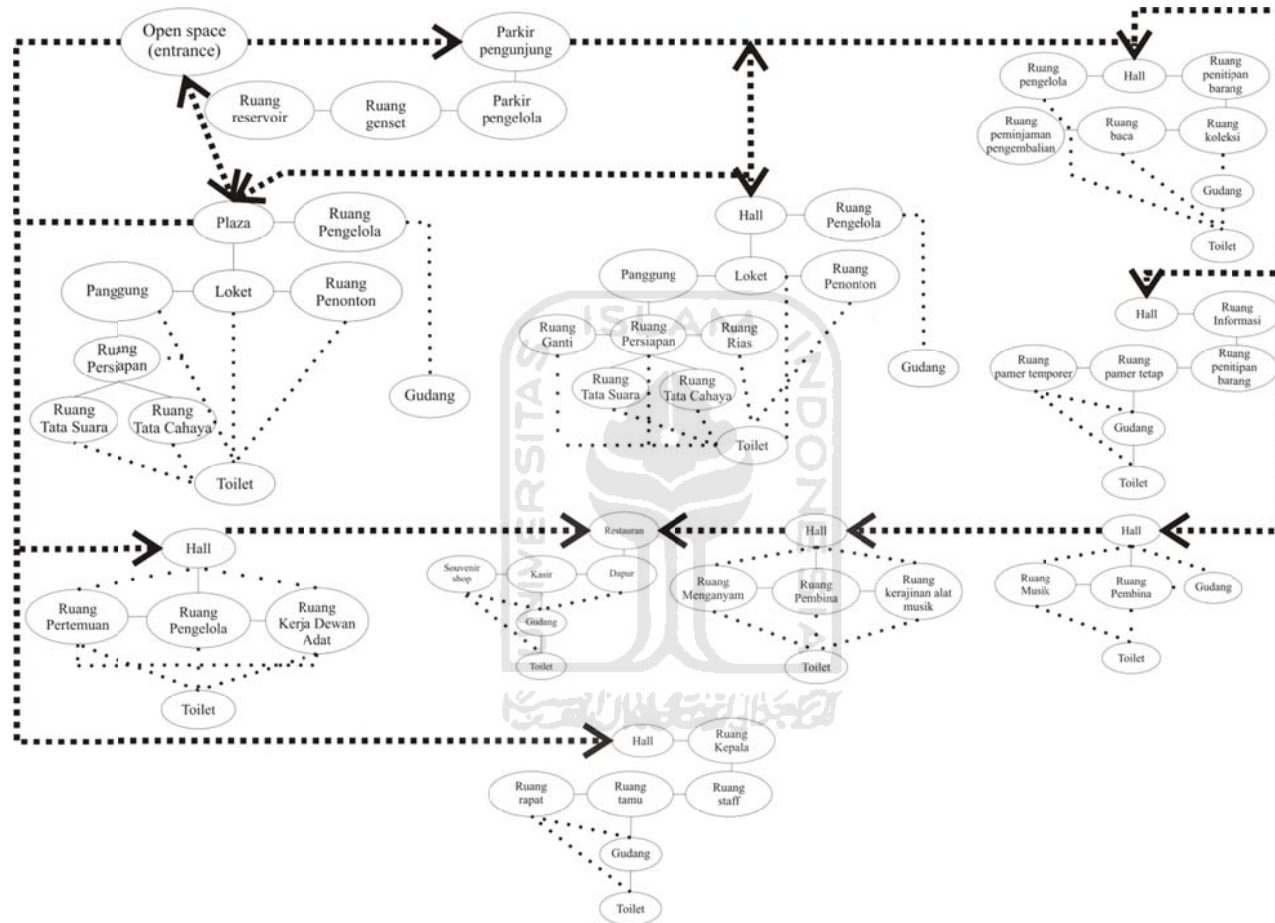 Open space
(entrance)
Parkir
pengunjung
Ruang
reservoir
Ruang
genset
Parkir
pengelola
Ruang
pengelola
Hall
Ruang
penitipan
barang
Ruang
peminjaman
pengembalian
Ruang
baca
Ruang
koleksi
Gudang
Toilet
Plaza
Ruang
Pengelola
Panggung
Loket
Ruang
Penonton
Ruang
Persiapan
Ruang
Tata Suara
Ruang
Tata Cahaya
Gudang
Toilet
Hall
Ruang
Pengelola
Panggung
Loket
Ruang
Penonton
Ruang
Ganti
Ruang
Persiapan
Ruang
Rias
Ruang
Tata Suara
Ruang
Tata Cahaya
Gudang
Toilet
Hall
Ruang
Informasi
Ruang
pamer temporer
Ruang
pamer tetap
Ruang
penitipan
barang
Gudang
Toilet
Hall
Ruang
Pertemuan
Ruang
Pengelola
Ruang
Kerja Dewan
Adat
Toilet
Restauran
Souvenir
shop
Kasir
Dapur
Gudang
Toilet
Hall
Ruang
Menganyam
Ruang
Pembina
Ruang
kerajinan alat
musik
Toilet
Hall
Ruang
Musik
Ruang
Pembina
Gudang
Toilet
Hall
Ruang
Kepala
Ruang
rapat
Ruang
tamu
Ruang
staff
Gudang
Toilet
UNIVERSITAS
ISLAM
INDONESIA